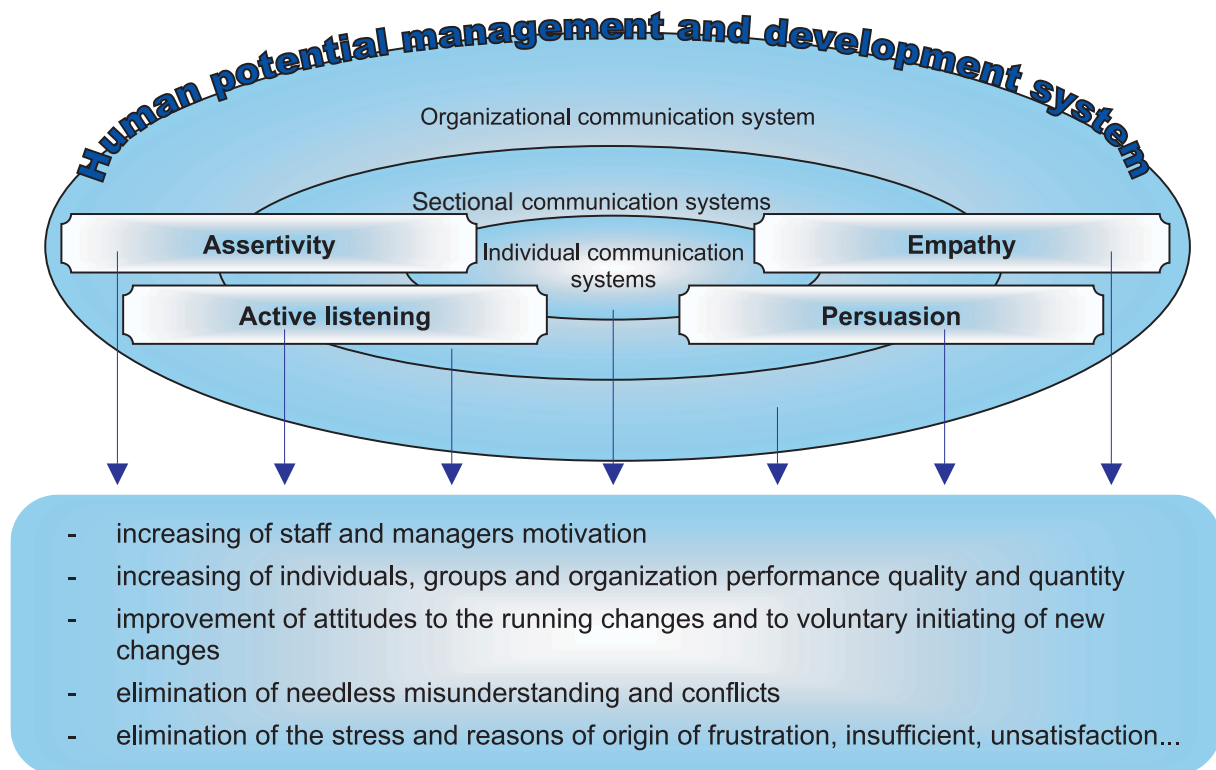 Human potential management and development system
Organizational communication system
Sectional communication systems
Individual communication
systems
Assertivity
Empathy
Active listening
Persuasion
- increasing of staff and managers motivation
- increasing of individuals, groups and organization performance quality and quantity
- improvement of attitudes to the running changes and to voluntary initiating of new
changes
- elimination of needless misunderstanding and conflicts
- elimination of the stress and reasons of origin of frustration, insufficient, unsatisfaction...